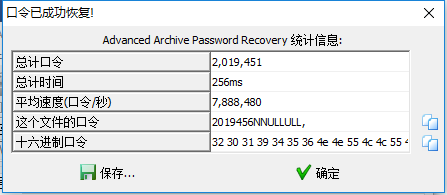 口令已成功恢复!
Advanced Archive Password Recovery 统计信息:
总计口令 2,019,451
总计时间 256ms
平均速度(口令/秒) 7,888,480
这个文件的口令 2019456NNULLULL,
十六进制口令 32 30 31 39 34 35 36 4e 4e 55 4c 4c 55 4
保存... 确定